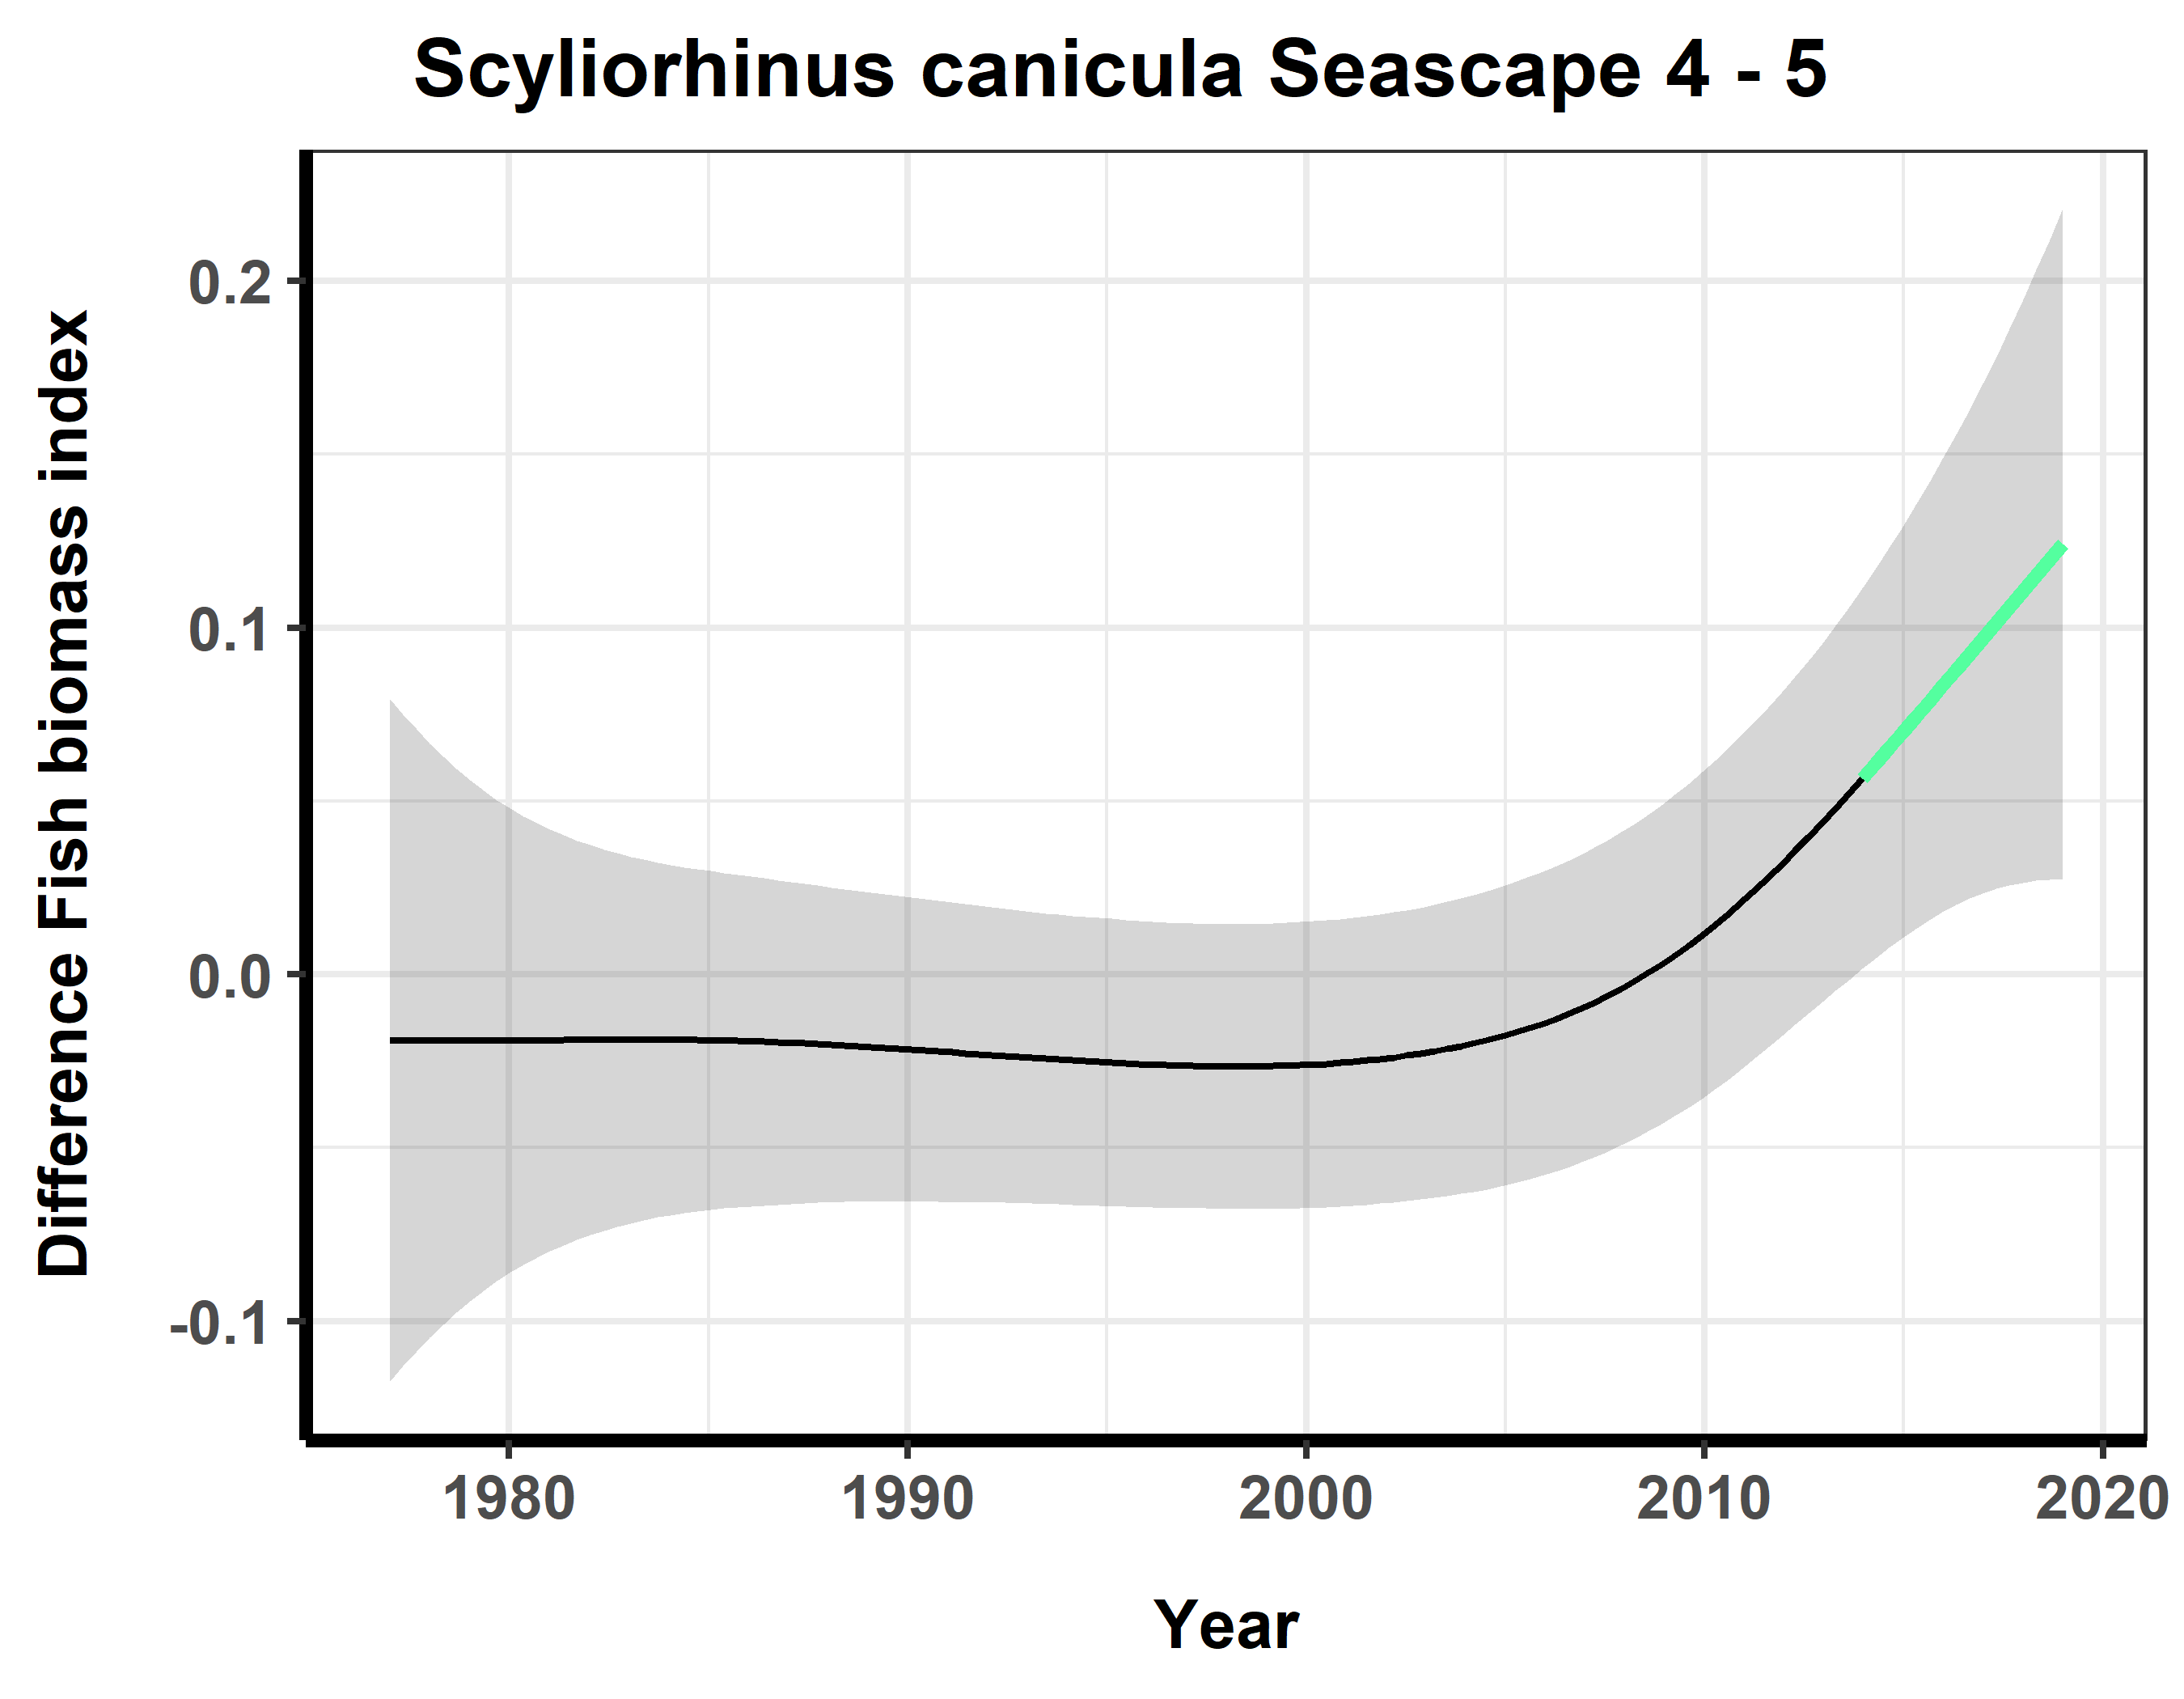 Scyliorhinus canicula Seascape 4 - 5
Difference Fish biomass index
0.2
0.1
0.0
-0.1
1980 1990 2000 2010 2020
Year